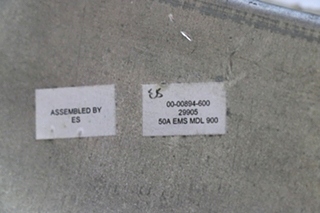 ASSEMBLED BY
ES
ES
00-00894-600
29905
50A EMS MDL 900